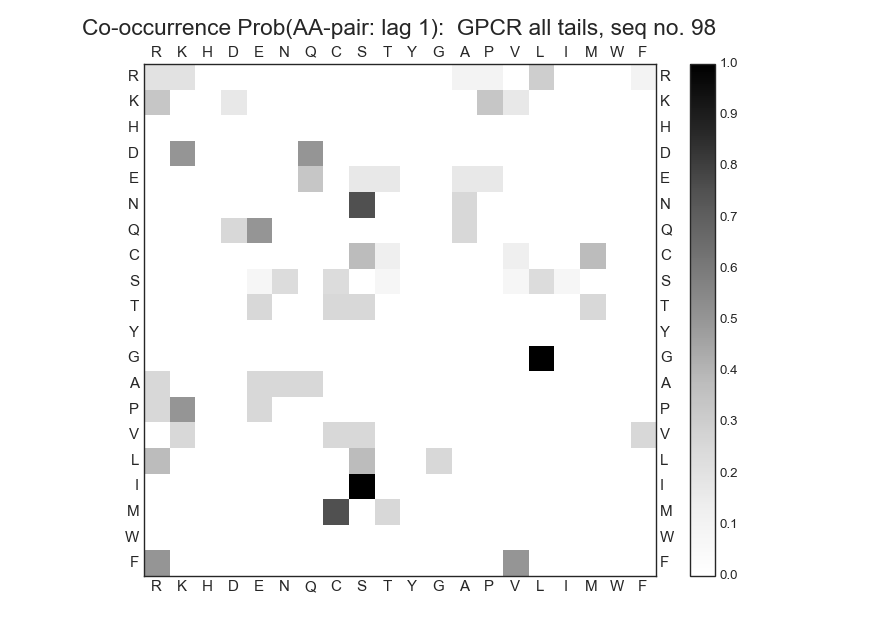 Co-occurrence Prob(AA-pair: lag 1):  GPCR all tails, seq no. 98
R K H D E N Q C S T Y G A P V L I M W F
1.0
R R
0.9
K K
H H
0.8
D D
E E
0.7
N N
Q Q
0.6
C C
S S
0.5
T T
Y Y
0.4
G G
A A
0.3
P P
V V
0.2
L L
I I
0.1
M M
W W
F F
0.0
R K H D E N Q C S T Y G A P V L I M W F